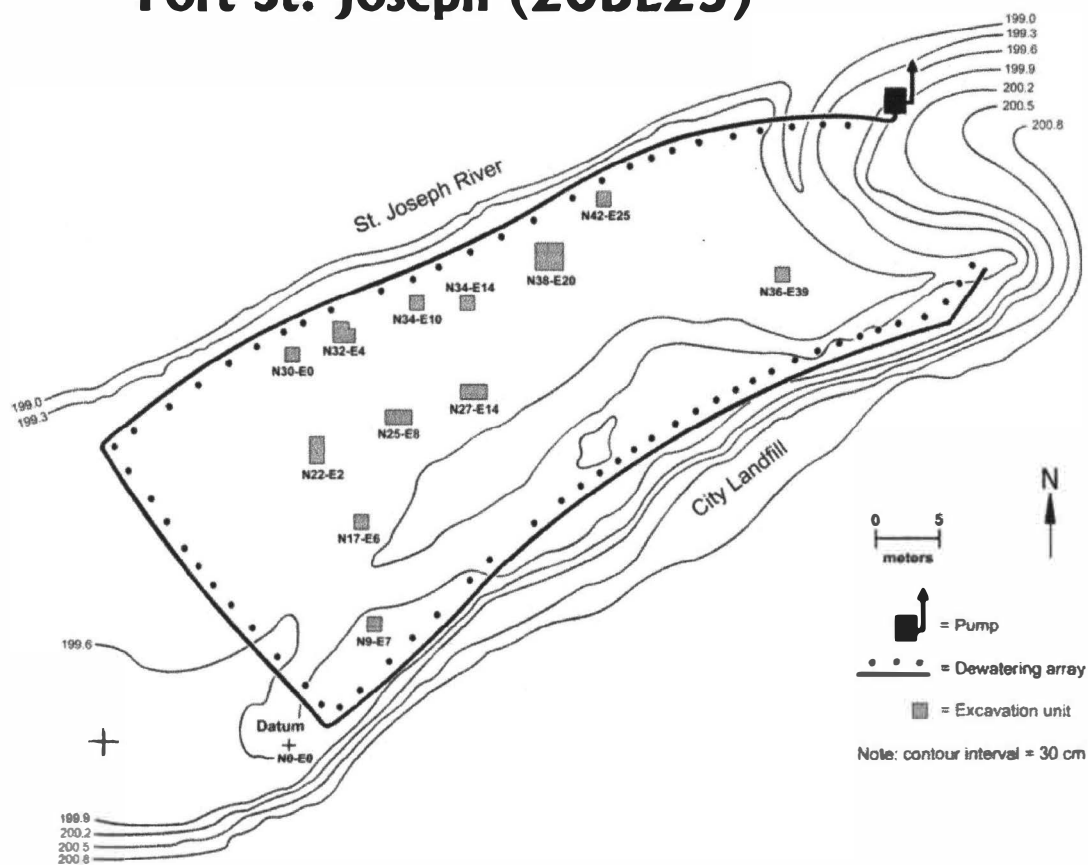 Fort St. Joseph (20BE23)
199.0
199.3
199.6
199.9
200.2
200.5
200.8
St. Joseph River
N42-E25
N38-E20
N36-E39
N34-E14
N34-E10
N32-E4
N30-E0
199.0
199.3
N27-E14
N25-E8
N22-E2
City Landfill
N
0 5
meters
N17-E6
= Pump
N9-E7
199.6
= Dewatering array
= Excavation unit
Datum
N0-E0
Note: contour interval = 30 cm
199.9
200.2
200.5
200.8